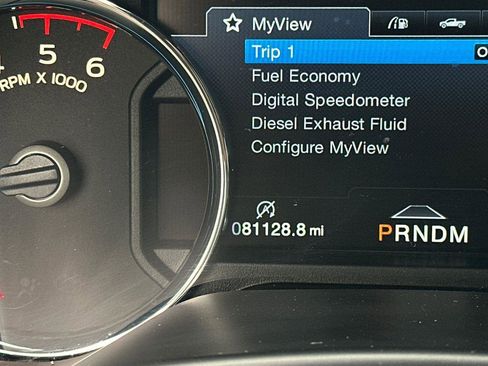 MyView
Trip 1
Fuel Economy
Digital Speedometer
Diesel Exhaust Fluid
Configure MyView
4 5 6
RPM X 1000
081128.8 mi
PRNDM